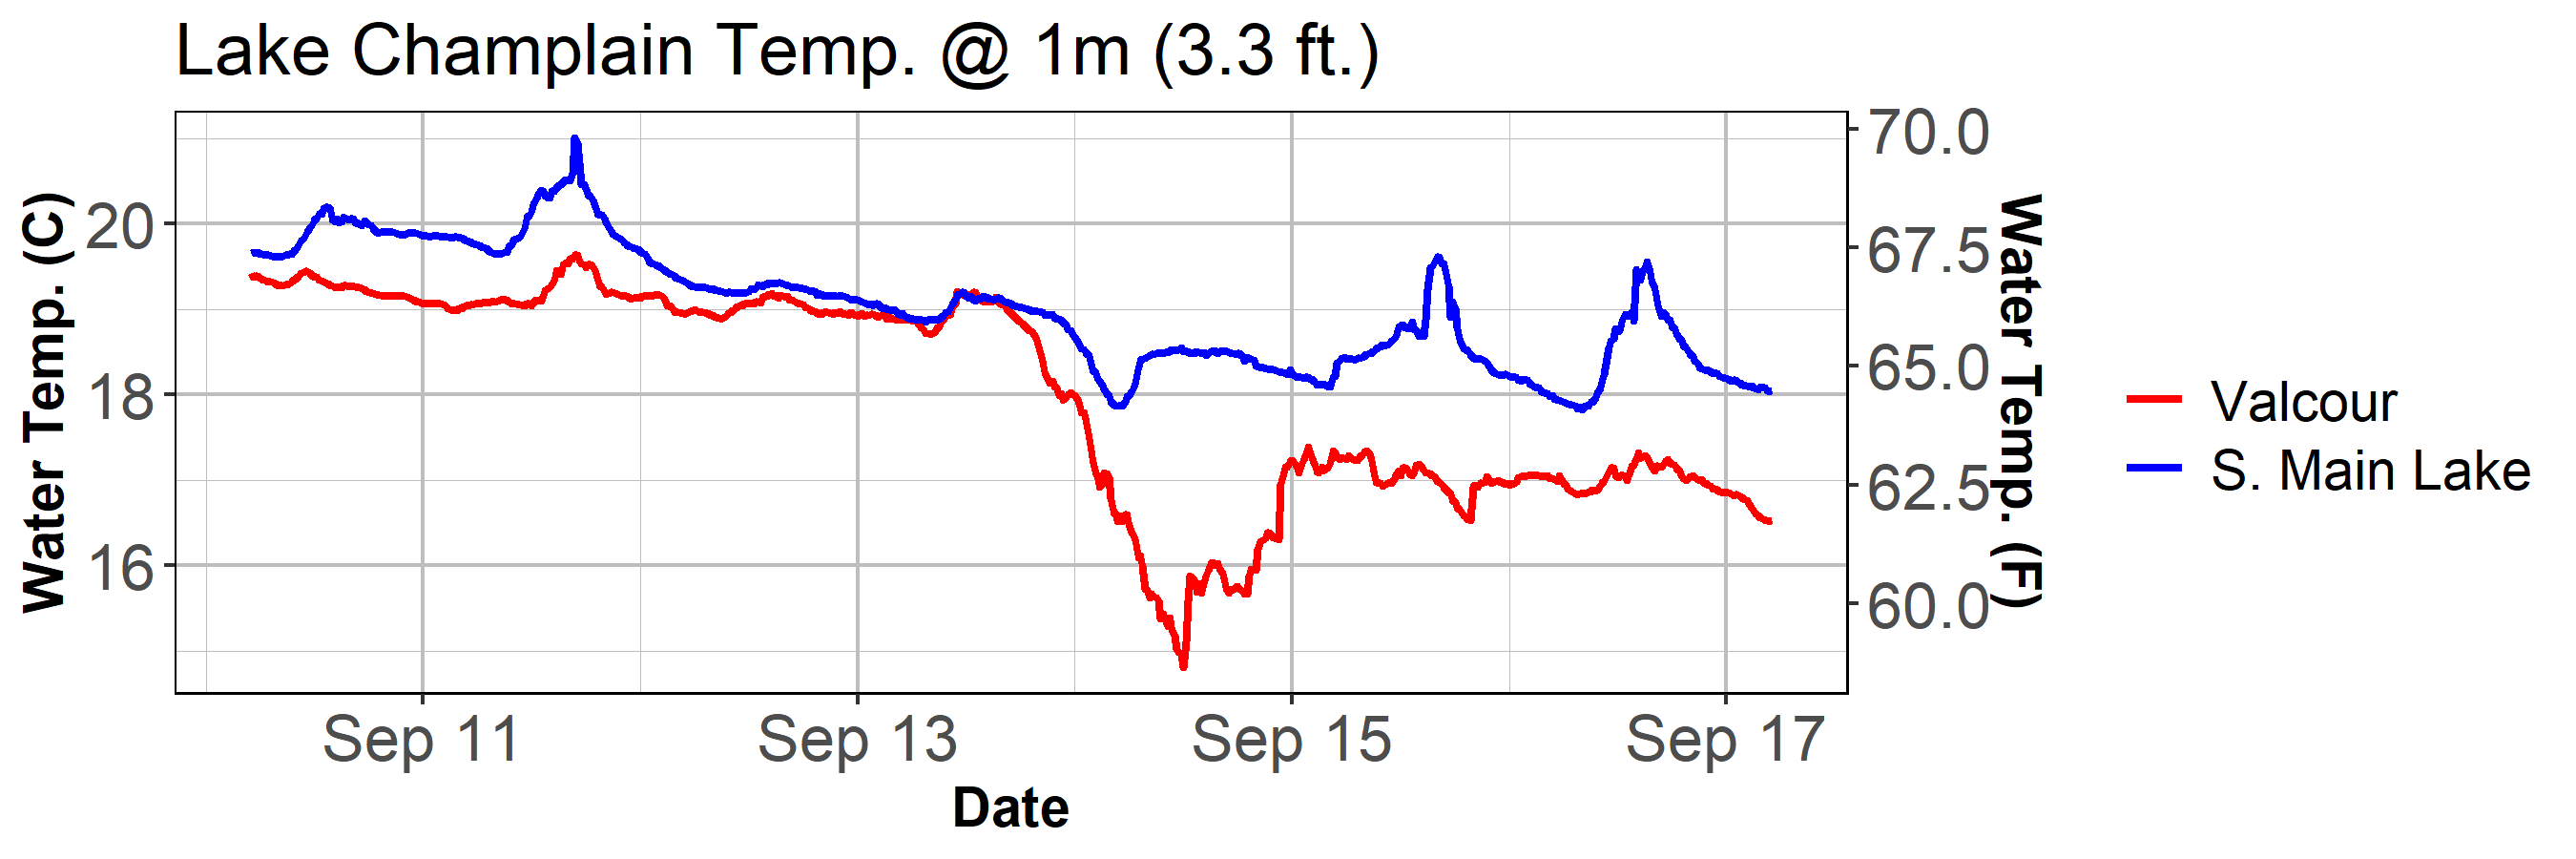 Lake Champlain Temp. @ 1m (3.3 ft.)
Water Temp. (C)
20
18
16
70.0
67.5
65.0
62.5
60.0
Water Temp. (F)
Sep 11
Sep 13
Sep 15
Sep 17
Date
Valcour
S. Main Lake